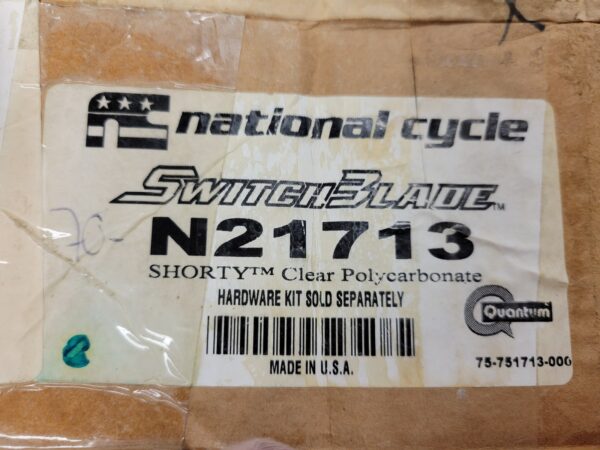 national cycle
SWITCHBLADE™
70-
N21713
SHORTY™ Clear Polycarbonate
HARDWARE KIT SOLD SEPARATELY
Quantum
MADE IN U.S.A.
75-751713-000